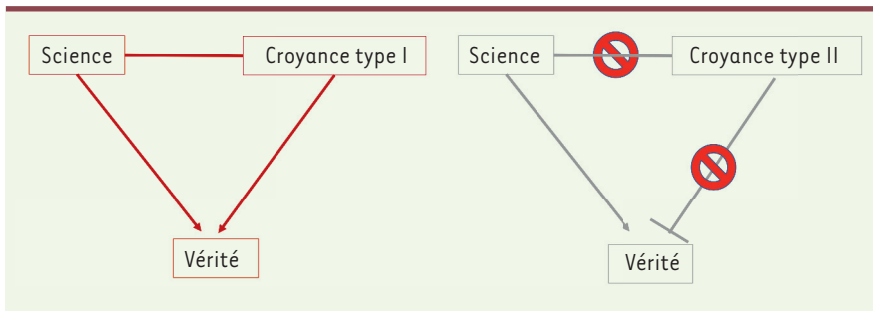 Science
Croyance type I
Vérité
Science
Croyance type II
Vérité